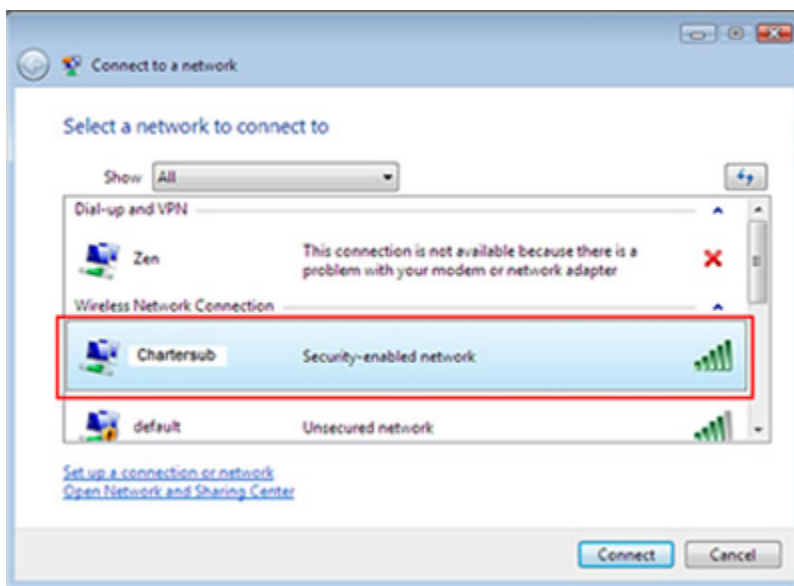 Connect to a network
Select a network to connect to
Show All
Dial-up and VPN
Zen
This connection is not available because there is a
problem with your modem or network adapter
Wireless Network Connection
Chartersub Security-enabled network
default Unsecured network
Set up a connection or network
Open Network and Sharing Center
Connect Cancel